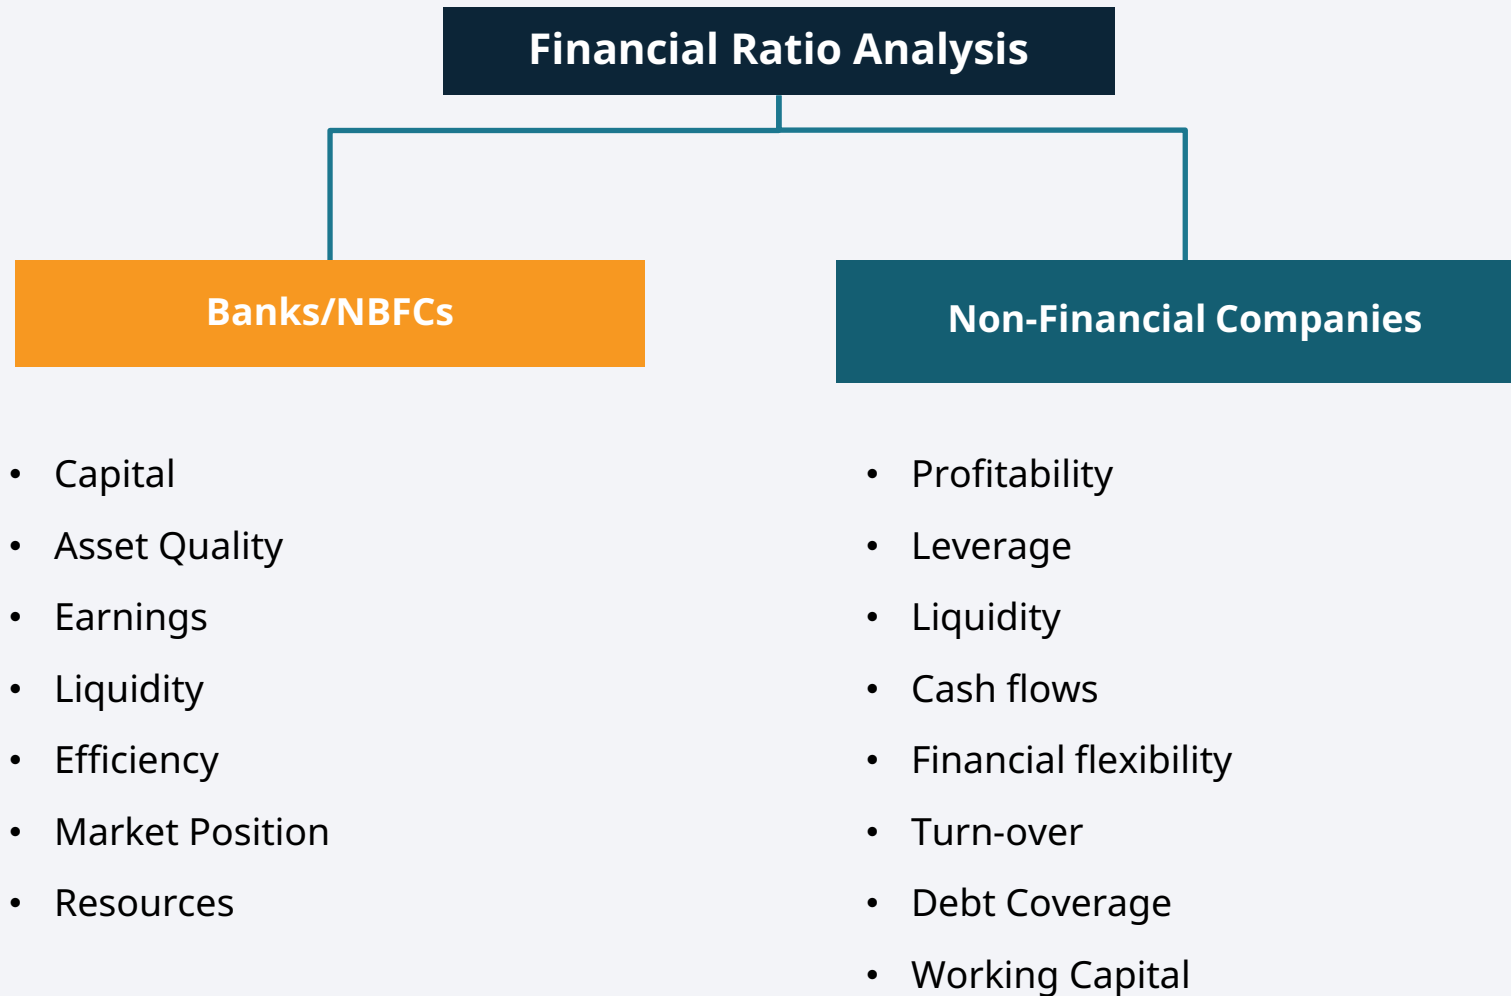 Financial Ratio Analysis
Banks/NBFCs
• Capital
• Asset Quality
• Earnings
• Liquidity
• Efficiency
• Market Position
• Resources
Non-Financial Companies
• Profitability
• Leverage
• Liquidity
• Cash flows
• Financial flexibility
• Turn-over
• Debt Coverage
• Working Capital